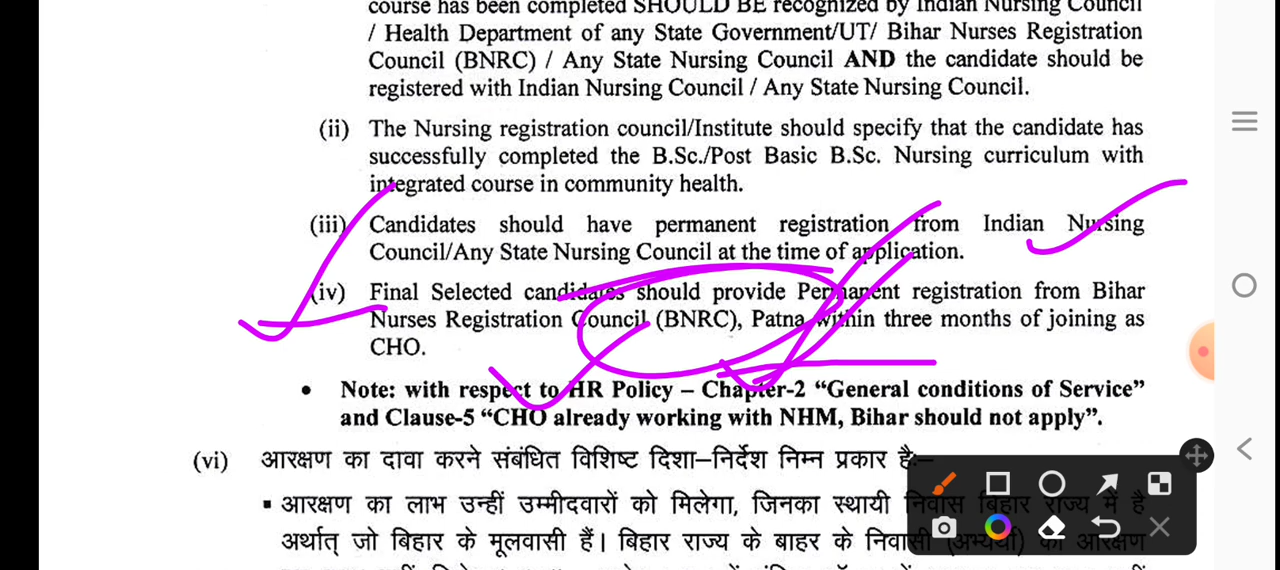 course has been completed SHOULD BE recognized by Indian Nursing Council
/ Health Department of any State Government/UT/ Bihar Nurses Registration
Council (BNRC) / Any State Nursing Council AND the candidate should be
registered with Indian Nursing Council / Any State Nursing Council.
(ii) The Nursing registration council/Institute should specify that the candidate has
successfully completed the B.Sc./Post Basic B.Sc. Nursing curriculum with
integrated course in community health.
(iii) Candidates should have permanent registration from Indian Nursing
Council/Any State Nursing Council at the time of application.
(iv) Final Selected candidates should provide Permanent registration from Bihar
Nurses Registration Council (BNRC), Patna within three months of joining as
CHO.
• Note: with respect to HR Policy – Chapter-2 “General conditions of Service”
and Clause-5 “CHO already working with NHM, Bihar should not apply”.
(vi) आरक्षण का दावा करने संबंधित विशिष्ट दिशा–निर्देश निम्न प्रकार है:–
▪ आरक्षण का लाभ उन्हीं उम्मीदवारों को मिलेगा, जिनका स्थायी निवास बिहार राज्य में है
अर्थात् जो बिहार के मूलवासी हैं। बिहार राज्य के बाहर के निवासी (अभ्यर्थी) को आरक्षण